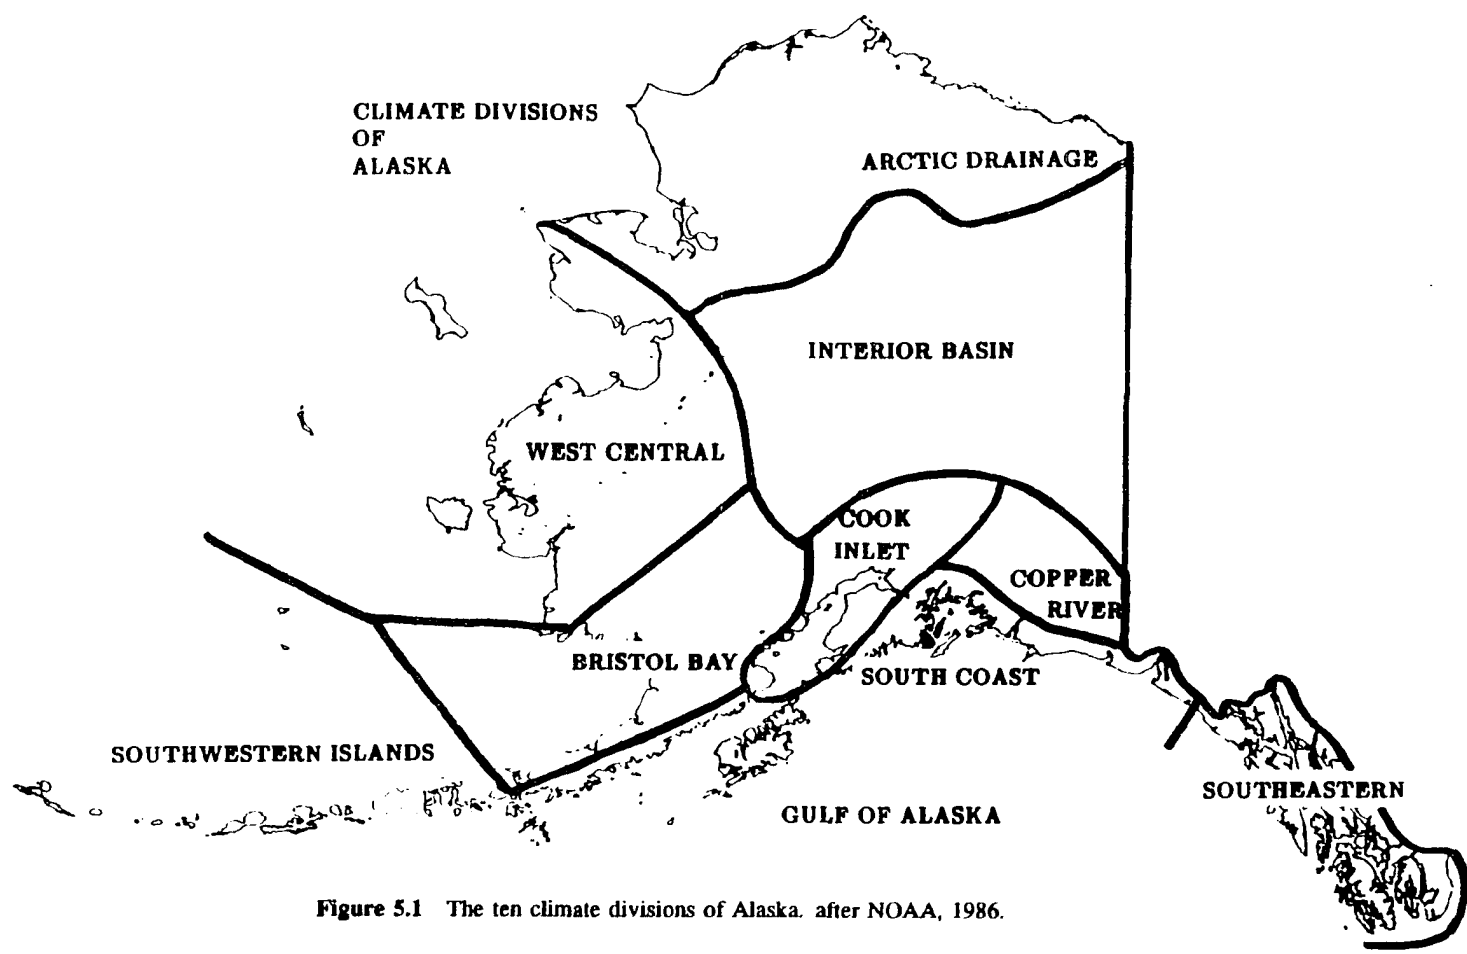 CLIMATE DIVISIONS
OF
ALASKA
ARCTIC DRAINAGE
INTERIOR BASIN
WEST CENTRAL
COOK
INLET
COPPER
RIVER
BRISTOL BAY
SOUTH COAST
SOUTHWESTERN ISLANDS
SOUTHEASTERN
GULF OF ALASKA
Figure 5.1 The ten climate divisions of Alaska. after NOAA, 1986.